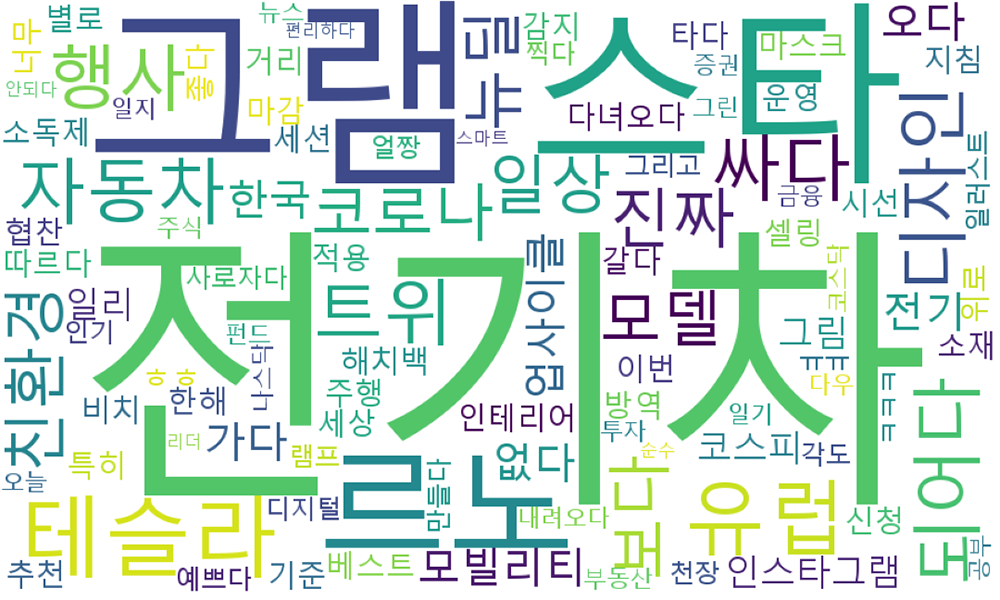 뉴스
별로
편리하다
너무
안되다
행사
좋다
거리
일지
마감
소독제
세션
그램
얼짱
스마트
뉴딜
감지
찍다
타다
증권
마스크
오다
지침
스타
다녀오다
그린
운영
디자인
일러스트
자동차
한국
코로나
일상
그리고
진짜
싸다
금융
시선
협찬
주식
따르다
사로자다
적용
트위
업사이클
갈다
모델
셀링
코스닥
전기
위로
친환경
일리
인기
펀드
전기차
해치백
이번
그림
소재
ㅎㅎ
나스닥
주행
비치
한해
세상
인테리어
방역
ㅠㅠ
다우
ㅋㅋㅋ
되어다
가다
리더
특히
램프
르노
없다
투자
일기
코스피
각도
오늘
테슬라
디지털
만들다
내려오다
보다
순수
유럽
신청
추천
예쁘다
기준
베스트
모빌리티
부동산
천장
인스타그램
공부